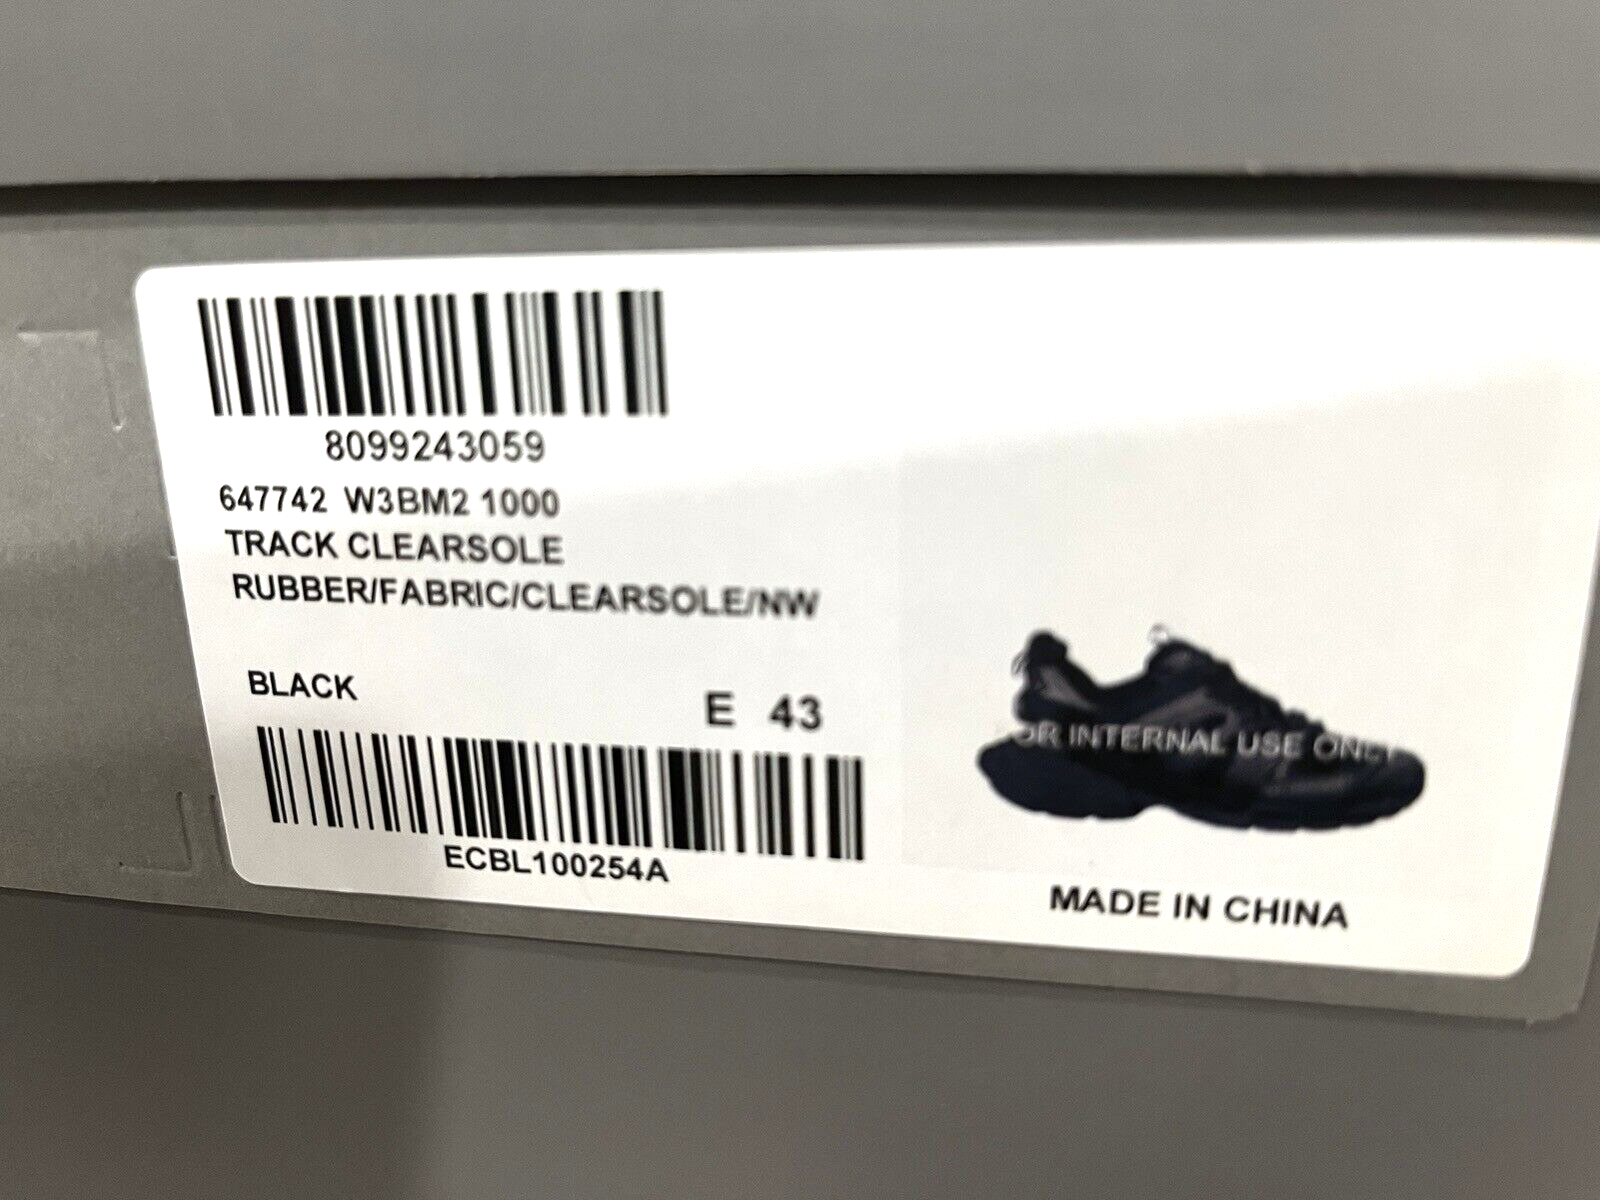 8099243059
647742 W3BM2 1000
TRACK CLEARSOLE
RUBBER/FABRIC/CLEARSOLE/NW
BLACK
E 43
ECBL100254A
OR INTERNAL USE ONLY
MADE IN CHINA